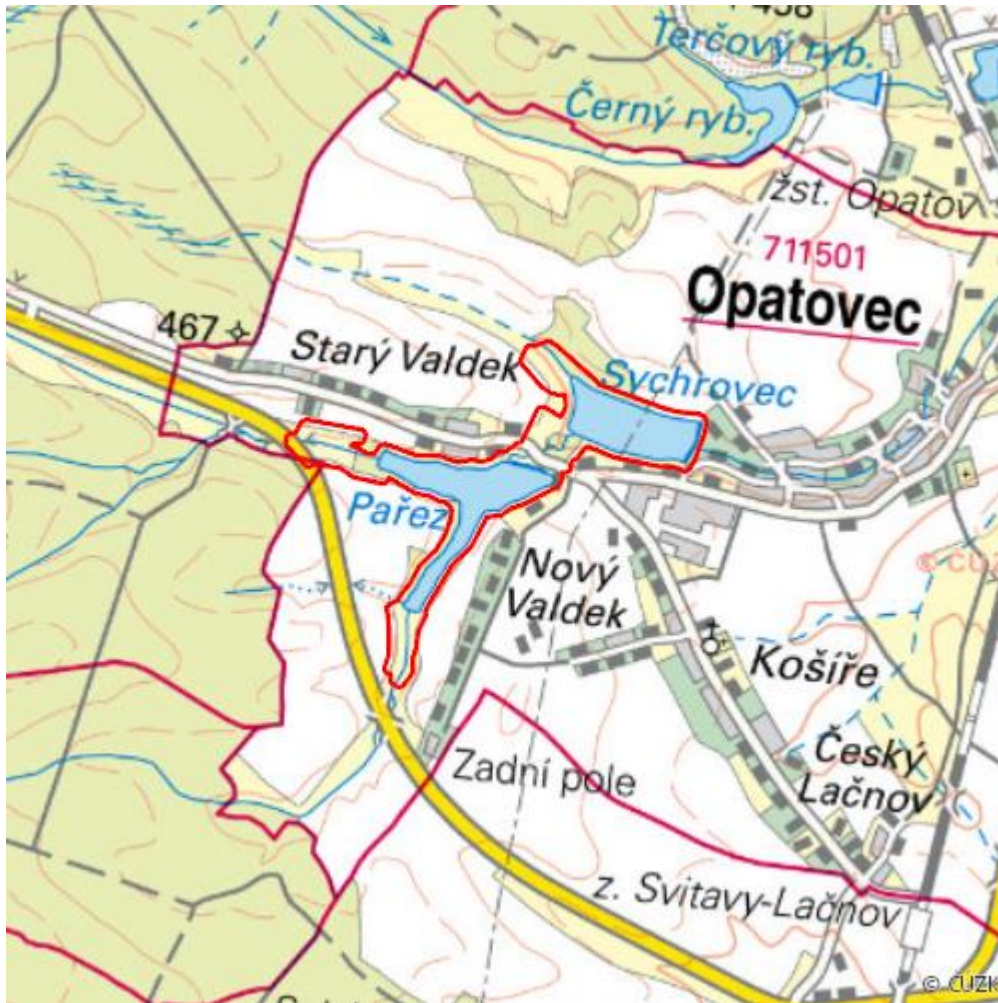 458
Terčový ryb.
Černý ryb.
žst. Opatov
711501
Opatovec
467
Starý Valdek
Sychrovec
Pařez
Nový
Valdek
Košíře
Český
Lačnov
Zadní pole
z. Svitavy-Lačnov
© ČÚZK